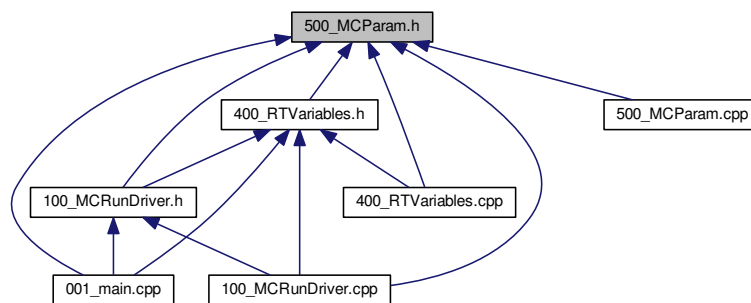 500_MCParam.h
400_RTVariables.h
500_MCParam.cpp
100_MCRunDriver.h
400_RTVariables.cpp
001_main.cpp
100_MCRunDriver.cpp